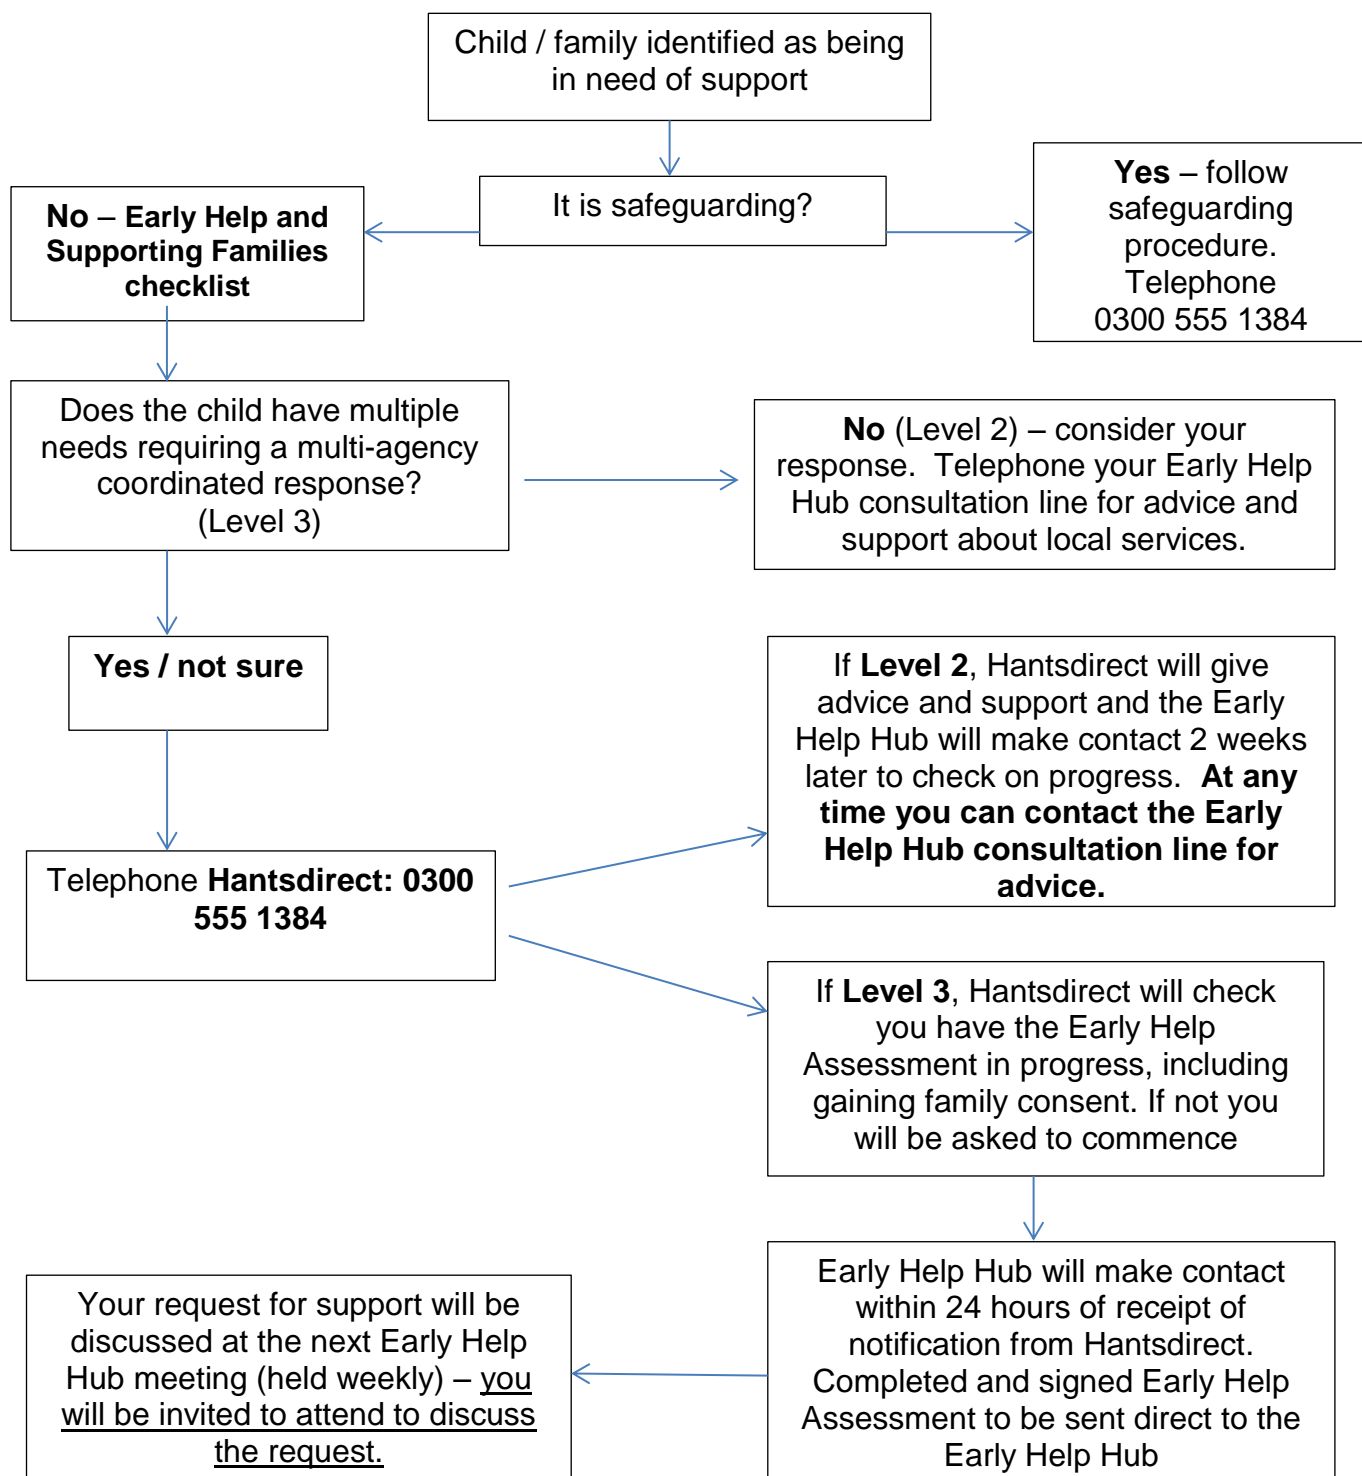 Child / family identified as being
in need of support
It is safeguarding?
Yes – follow
safeguarding
procedure.
Telephone
0300 555 1384
No – Early Help and
Supporting Families
checklist
Does the child have multiple
needs requiring a multi-agency
coordinated response?
(Level 3)
No (Level 2) – consider your
response.  Telephone your Early Help
Hub consultation line for advice and
support about local services.
Yes / not sure
If Level 2, Hantsdirect will give
advice and support and the Early
Help Hub will make contact 2 weeks
later to check on progress.  At any
time you can contact the Early
Help Hub consultation line for
advice.
Telephone Hantsdirect: 0300
555 1384
If Level 3, Hantsdirect will check
you have the Early Help
Assessment in progress, including
gaining family consent. If not you
will be asked to commence
Early Help Hub will make contact
within 24 hours of receipt of
notification from Hantsdirect.
Completed and signed Early Help
Assessment to be sent direct to the
Early Help Hub
Your request for support will be
discussed at the next Early Help
Hub meeting (held weekly) – you
will be invited to attend to discuss
the request.